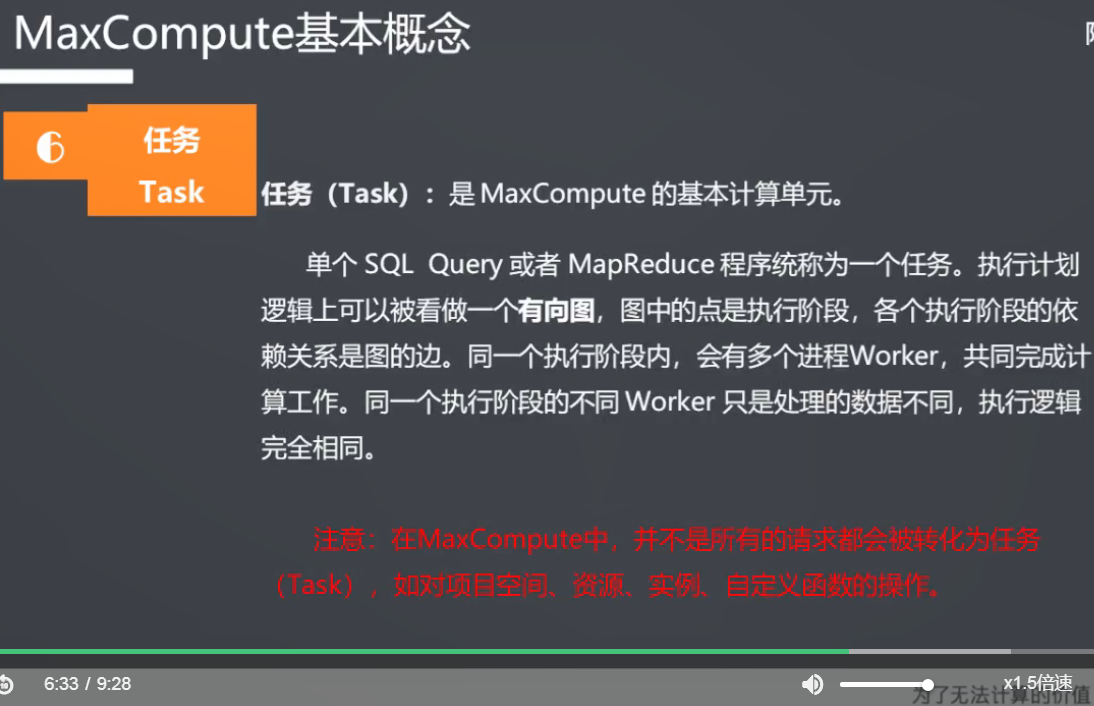 MaxCompute基本概念
6
任务
Task
任务（Task）：是 MaxCompute 的基本计算单元。
单个 SQL Query 或者 MapReduce 程序统称为一个任务。执行计划
逻辑上可以被看做一个有向图，图中的点是执行阶段，各个执行阶段的依
赖关系是图的边。同一个执行阶段内，会有多个进程Worker，共同完成计
算工作。同一个执行阶段的不同 Worker 只是处理的数据不同，执行逻辑
完全相同。
注意：在MaxCompute中，并不是所有的请求都会被转化为任务
（Task），如对项目空间、资源、实例、自定义函数的操作。
6:33 / 9:28
x1.5倍速
为了无法计算的价值